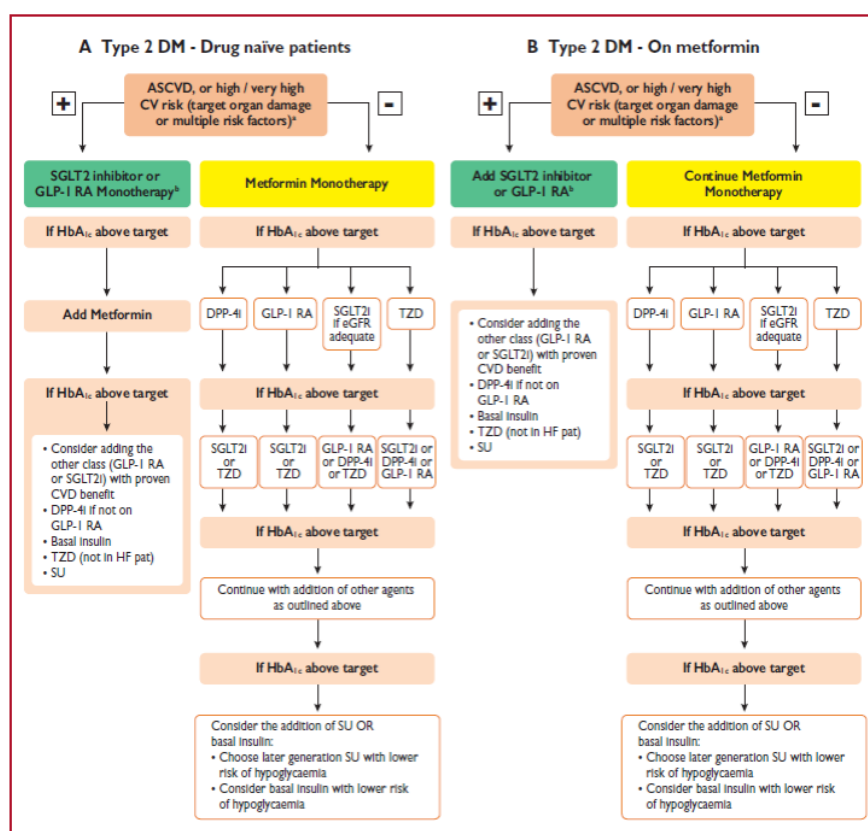 A Type 2 DM - Drug naïve patients
+
ASCVD, or high / very high
CV risk (target organ damage
or multiple risk factors)ᵃ
-
SGLT2 inhibitor or
GLP-1 RA Monotherapyᵇ
Metformin Monotherapy
If HbA₁c above target
If HbA₁c above target
Add Metformin
DPP-4i
GLP-1 RA
SGLT2i
if eGFR
adequate
TZD
If HbA₁c above target
If HbA₁c above target
• Consider adding the
other class (GLP-1 RA
or SGLT2i) with proven
CVD benefit
• DPP-4i if not on
GLP-1 RA
• Basal insulin
• TZD (not in HF pat)
• SU
SGLT2i
or
TZD
SGLT2i
or
TZD
GLP-1 RA
or DPP-4i
or TZD
SGLT2i or
DPP-4i or
GLP-1 RA
If HbA₁c above target
Continue with addition of other agents
as outlined above
If HbA₁c above target
Consider the addition of SU OR
basal insulin:
• Choose later generation SU with lower
risk of hypoglycaemia
• Consider basal insulin with lower risk
of hypoglycaemia
B Type 2 DM - On metformin
+
ASCVD, or high / very high
CV risk (target organ damage
or multiple risk factors)ᵃ
-
Add SGLT2 inhibitor
or GLP-1 RAᵇ
Continue Metformin
Monotherapy
If HbA₁c above target
If HbA₁c above target
• Consider adding the
other class (GLP-1 RA
or SGLT2i) with proven
CVD benefit
• DPP-4i if not on
GLP-1 RA
• Basal insulin
• TZD (not in HF pat)
• SU
DPP-4i
GLP-1 RA
SGLT2i
if eGFR
adequate
TZD
If HbA₁c above target
SGLT2i
or
TZD
SGLT2i
or
TZD
GLP-1 RA
or DPP-4i
or TZD
SGLT2i or
DPP-4i or
GLP-1 RA
If HbA₁c above target
Continue with addition of other agents
as outlined above
If HbA₁c above target
Consider the addition of SU OR
basal insulin:
• Choose later generation SU with lower
risk of hypoglycaemia
• Consider basal insulin with lower risk
of hypoglycaemia